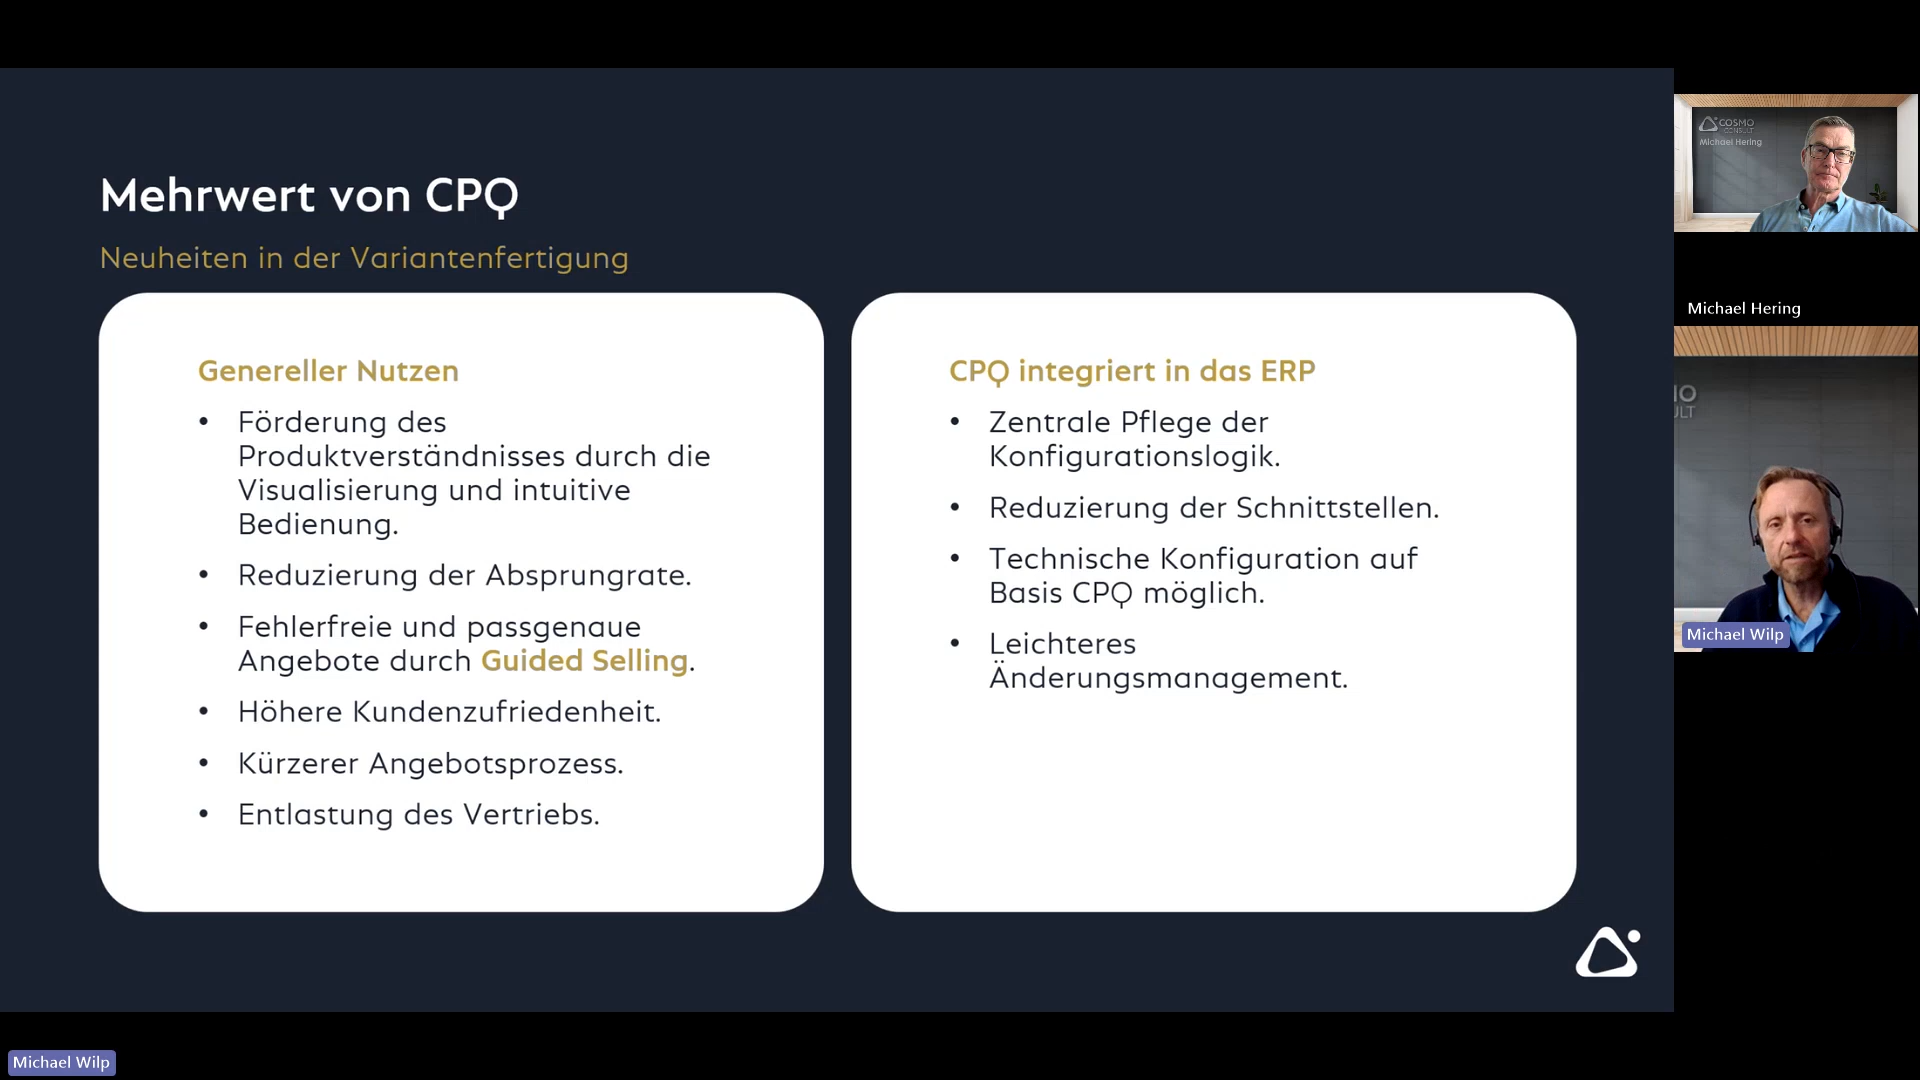 Mehrwert von CPQ
Neuheiten in der Variantenfertigung
Genereller Nutzen
• Förderung des
Produktverständnisses durch die
Visualisierung und intuitive
Bedienung.
• Reduzierung der Absprungrate.
• Fehlerfreie und passgenaue
Angebote durch Guided Selling.
• Höhere Kundenzufriedenheit.
• Kürzerer Angebotsprozess.
• Entlastung des Vertriebs.
CPQ integriert in das ERP
• Zentrale Pflege der
Konfigurationslogik.
• Reduzierung der Schnittstellen.
• Technische Konfiguration auf
Basis CPQ möglich.
• Leichteres
Änderungsmanagement.
COSMO
CONSULT
Michael Hering
Michael Hering
MO
ULT
Michael Wilp
Michael Wilp